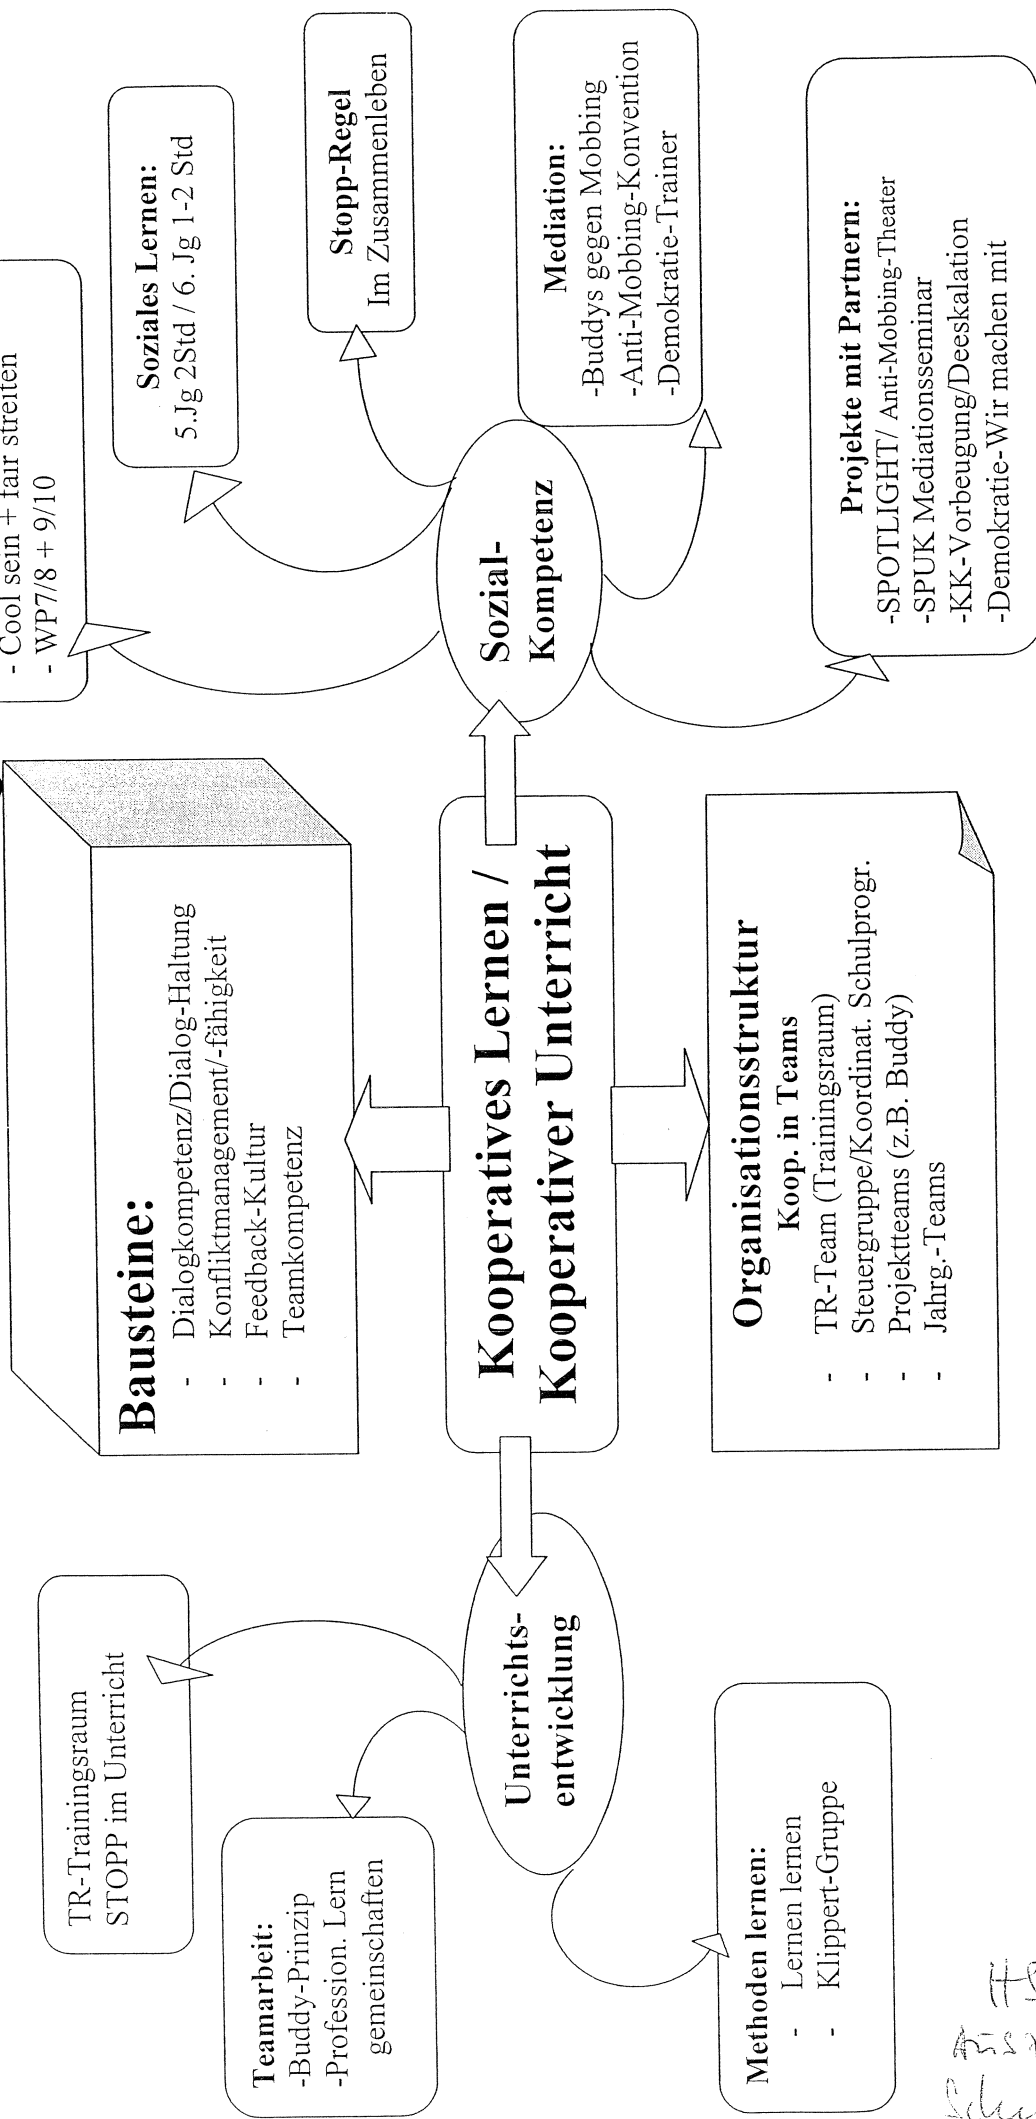 - Cool sein + fair streiten
- WP7/8 + 9/10
Soziales Lernen:
5.Jg 2Std / 6. Jg 1-2 Std
Stopp-Regel
Im Zusammenleben
Mediation:
-Buddys gegen Mobbing
-Anti-Mobbing-Konvention
-Demokratie-Trainer
Projekte mit Partnern:
-SPOTLIGHT/ Anti-Mobbing-Theater
-SPUK Mediationsseminar
-KK-Vorbeugung/Deeskalation
-Demokratie-Wir machen mit
Sozial-
Kompetenz
Bausteine:
- Dialogkompetenz/Dialog-Haltung
- Konfliktmanagement/-fähigkeit
- Feedback-Kultur
- Teamkompetenz
Kooperatives Lernen /
Kooperativer Unterricht
Organisationsstruktur
Koop. in Teams
- TR-Team (Trainingsraum)
- Steuergruppe/Koordinat. Schulprogr.
- Projektteams (z.B. Buddy)
- Jahrg.-Teams
Unterrichts-
entwicklung
TR-Trainingsraum
STOPP im Unterricht
Teamarbeit:
-Buddy-Prinzip
-Profession. Lern
gemeinschaften
Methoden lernen:
- Lernen lernen
- Klippert-Gruppe